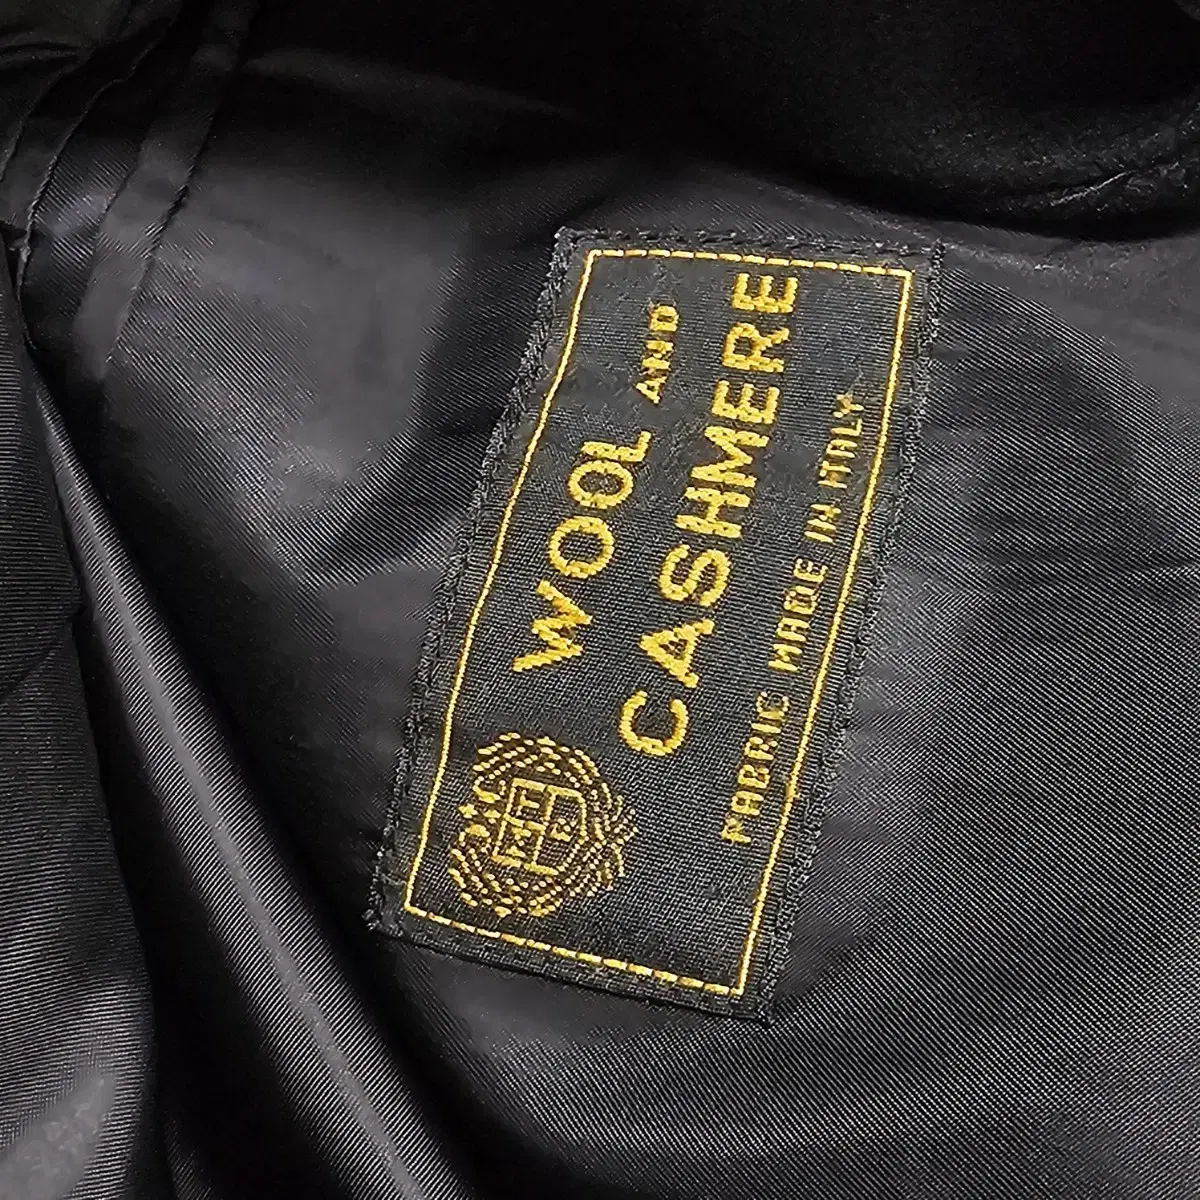 WOOL AND
CASHMERE
FABRIC MADE IN ITALY